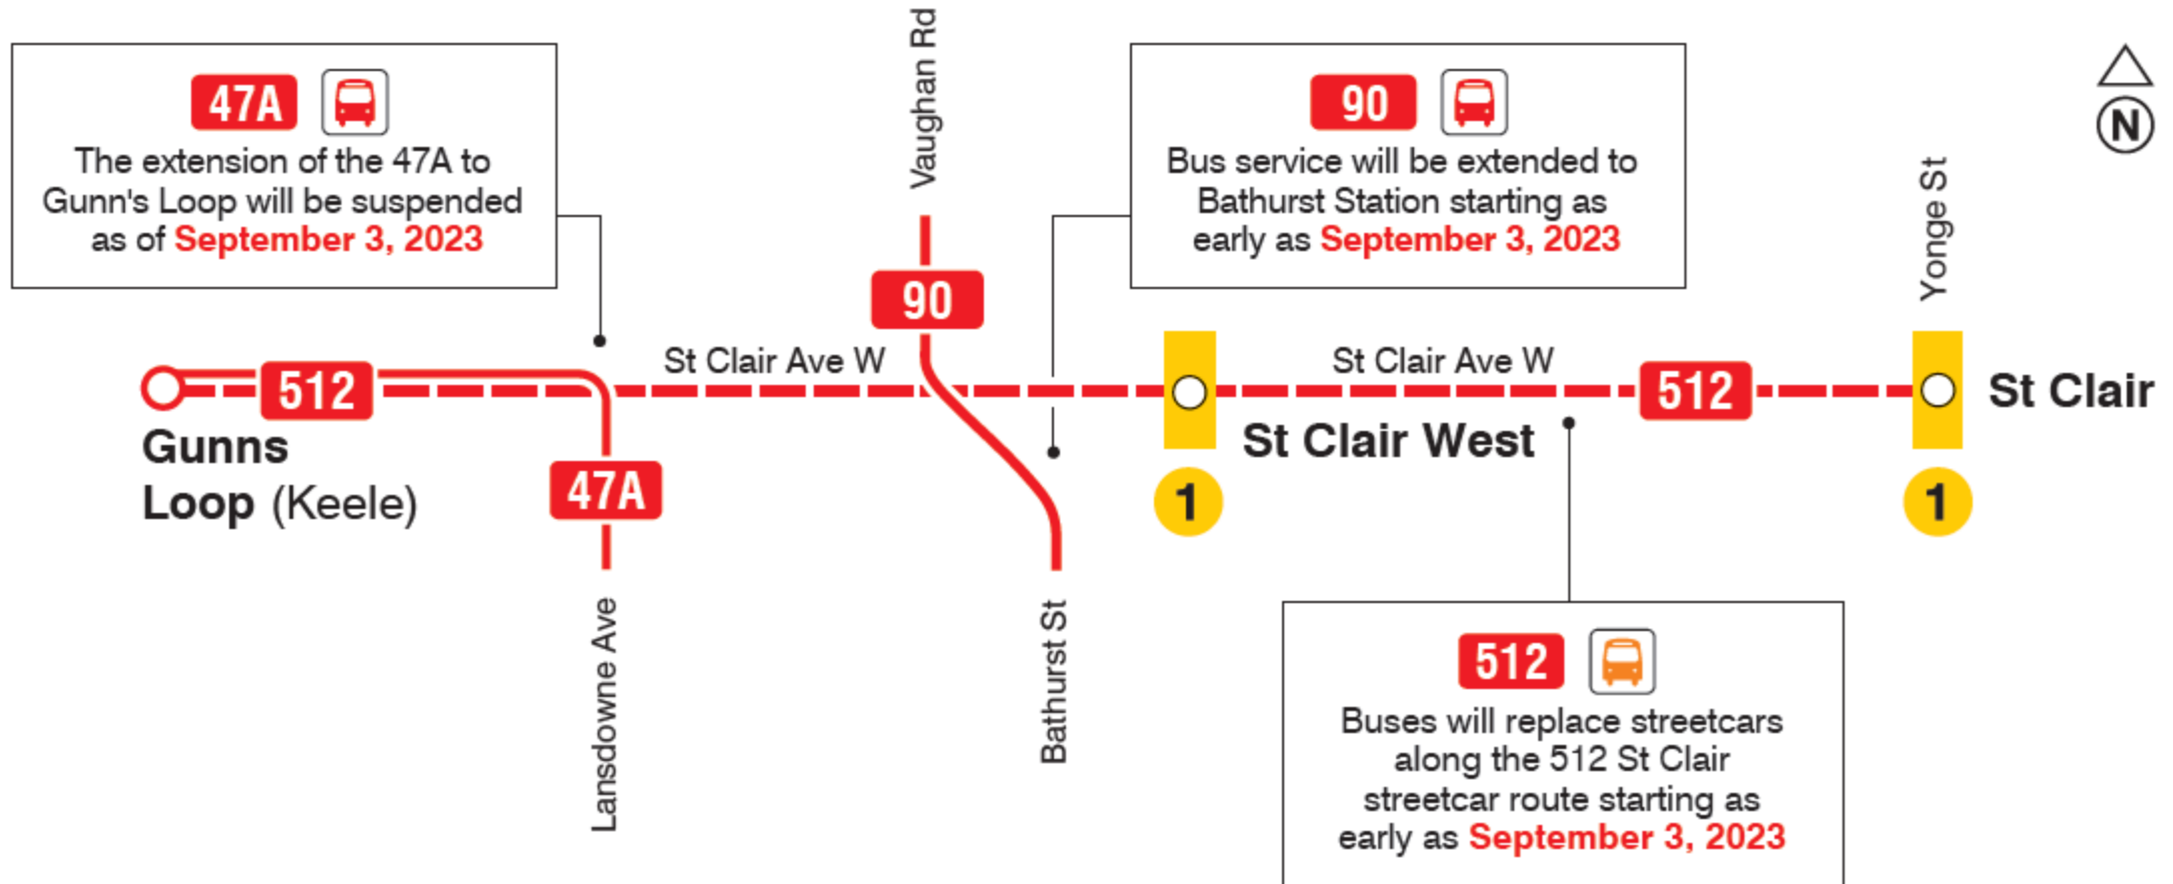 47A
The extension of the 47A to
Gunn's Loop will be suspended
as of September 3, 2023
Vaughan Rd
90
Bus service will be extended to
Bathurst Station starting as
early as September 3, 2023
N
Yonge St
90
St Clair Ave W
St Clair Ave W
512
512
St Clair
Gunns
Loop (Keele)
St Clair West
47A
1
1
Lansdowne Ave
Bathurst St
512
Buses will replace streetcars
along the 512 St Clair
streetcar route starting as
early as September 3, 2023